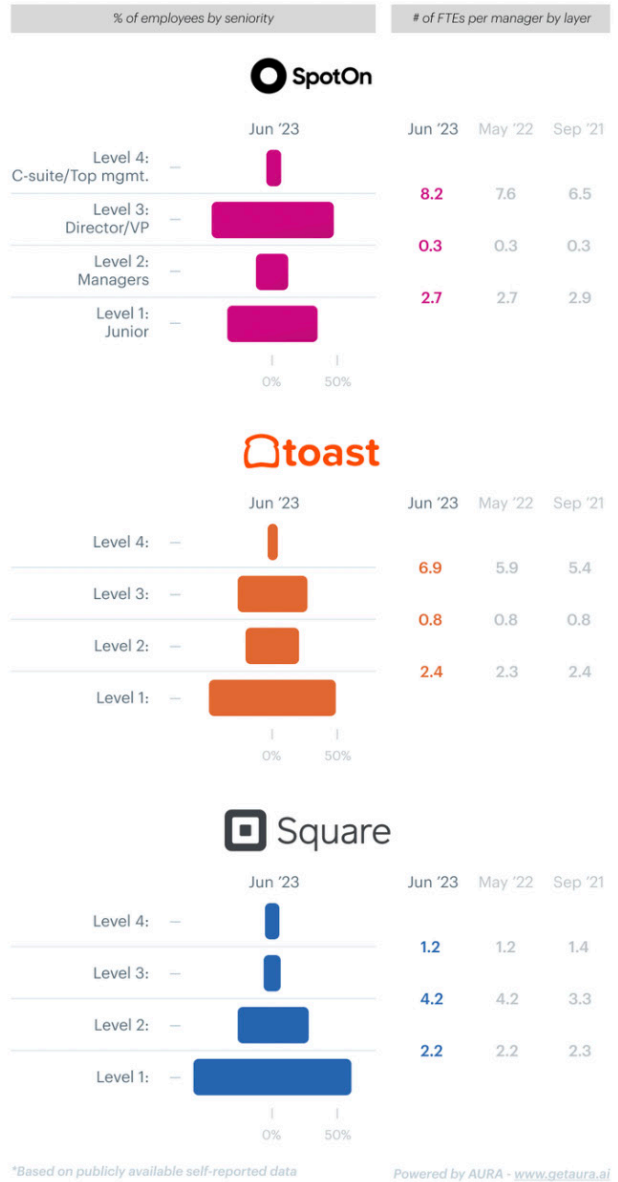 % of employees by seniority
# of FTEs per manager by layer
SpotOn
Jun '23
Jun '23 May '22 Sep '21
Level 4:
C-suite/Top mgmt.
8.2 7.6 6.5
Level 3:
Director/VP
0.3 0.3 0.3
Level 2:
Managers
2.7 2.7 2.9
Level 1:
Junior
0% 50%
toast
Jun '23
Jun '23 May '22 Sep '21
Level 4:
6.9 5.9 5.4
Level 3:
0.8 0.8 0.8
Level 2:
2.4 2.3 2.4
Level 1:
0% 50%
Square
Jun '23
Jun '23 May '22 Sep '21
Level 4:
1.2 1.2 1.4
Level 3:
4.2 4.2 3.3
Level 2:
2.2 2.2 2.3
Level 1:
0% 50%
*Based on publicly available self-reported data
Powered by AURA - www.getaura.ai